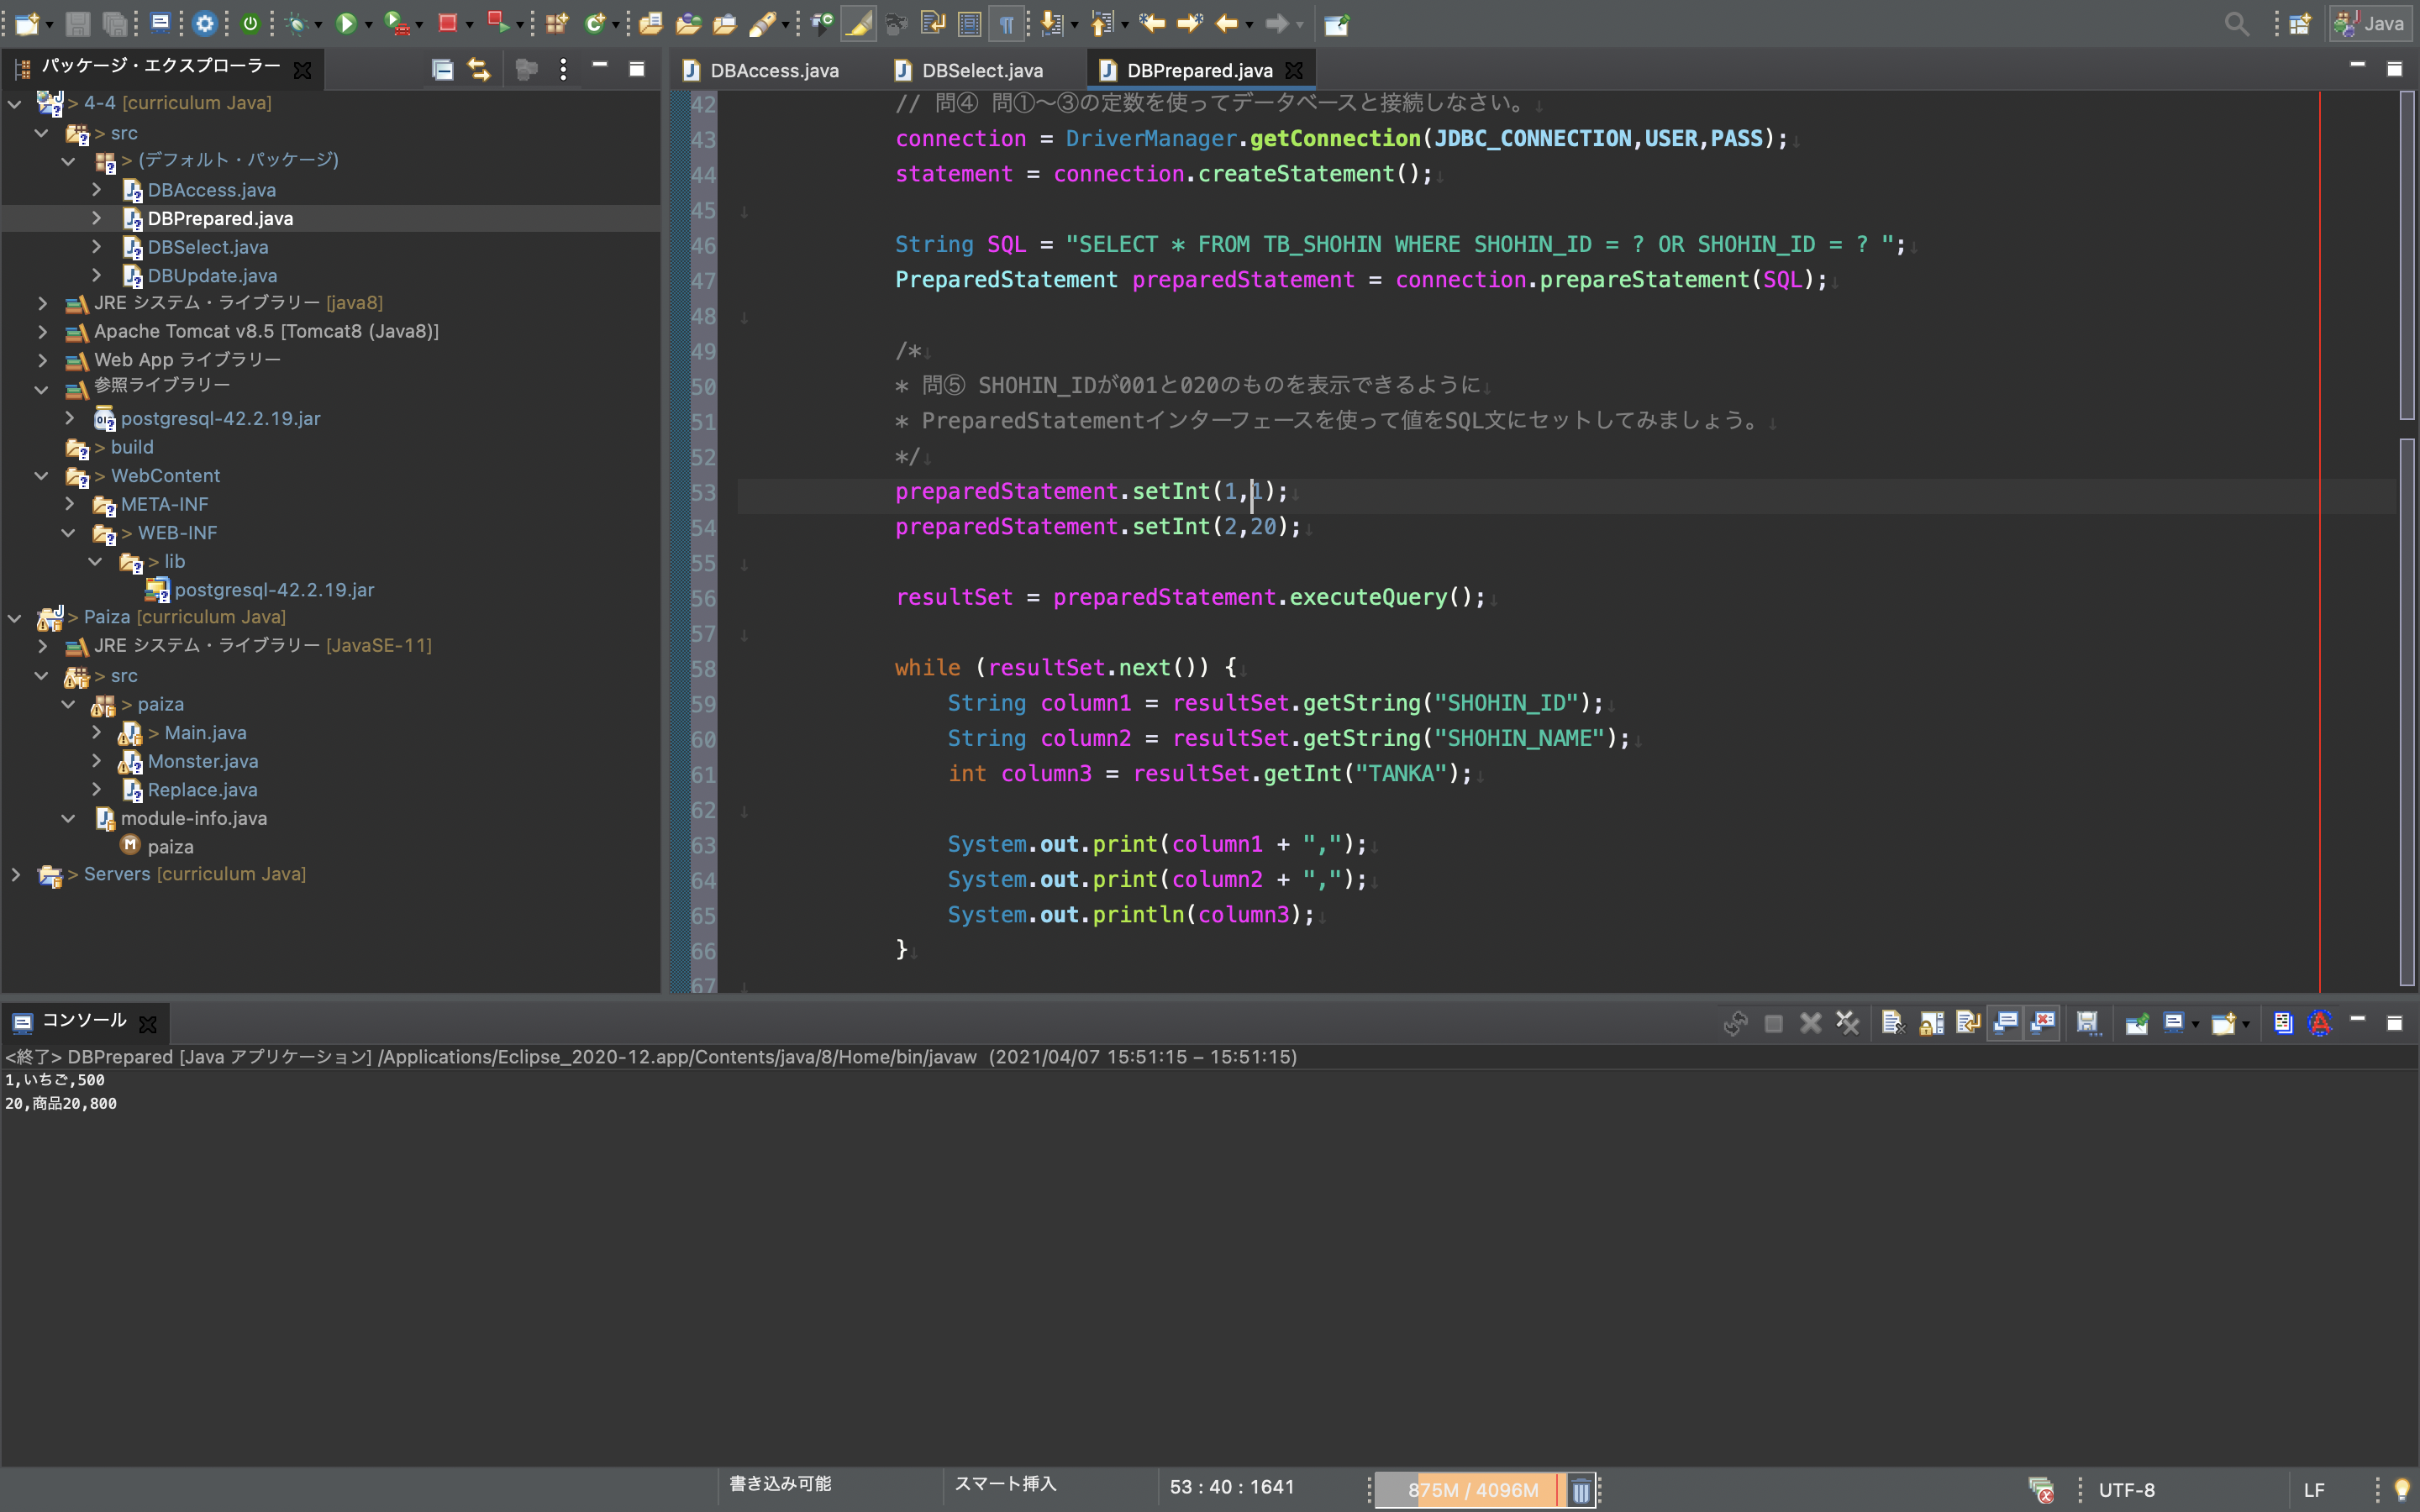 Java
パッケージ・エクスプローラー
> 4-4 [curriculum Java]
> src
> (デフォルト・パッケージ)
DBAccess.java
DBPrepared.java
DBSelect.java
DBUpdate.java
JRE システム・ライブラリー [java8]
Apache Tomcat v8.5 [Tomcat8 (Java8)]
Web App ライブラリー
参照ライブラリー
postgresql-42.2.19.jar
> build
> WebContent
META-INF
> WEB-INF
> lib
postgresql-42.2.19.jar
> Paiza [curriculum Java]
JRE システム・ライブラリー [JavaSE-11]
> src
> paiza
> Main.java
Monster.java
Replace.java
module-info.java
paiza
> Servers [curriculum Java]
DBAccess.java DBSelect.java DBPrepared.java
42 // 問④ 問①～③の定数を使ってデータベースと接続しなさい。
43 connection = DriverManager.getConnection(JDBC_CONNECTION,USER,PASS);
44 statement = connection.createStatement();
45
46 String SQL = "SELECT * FROM TB_SHOHIN WHERE SHOHIN_ID = ? OR SHOHIN_ID = ? ";
47 PreparedStatement preparedStatement = connection.prepareStatement(SQL);
48
49 /*
50 * 問⑤ SHOHIN_IDが001と020のものを表示できるように
51 * PreparedStatementインターフェースを使って値をSQL文にセットしてみましょう。
52 */
53 preparedStatement.setInt(1,1);
54 preparedStatement.setInt(2,20);
55
56 resultSet = preparedStatement.executeQuery();
57
58 while (resultSet.next()) {
59 String column1 = resultSet.getString("SHOHIN_ID");
60 String column2 = resultSet.getString("SHOHIN_NAME");
61 int column3 = resultSet.getInt("TANKA");
62
63 System.out.print(column1 + ",");
64 System.out.print(column2 + ",");
65 System.out.println(column3);
66 }
67
コンソール
<終了> DBPrepared [Java アプリケーション] /Applications/Eclipse_2020-12.app/Contents/java/8/Home/bin/javaw (2021/04/07 15:51:15 – 15:51:15)
1,いちご,500
20,商品20,800
書き込み可能 スマート挿入 53 : 40 : 1641 875M / 4096M UTF-8 LF